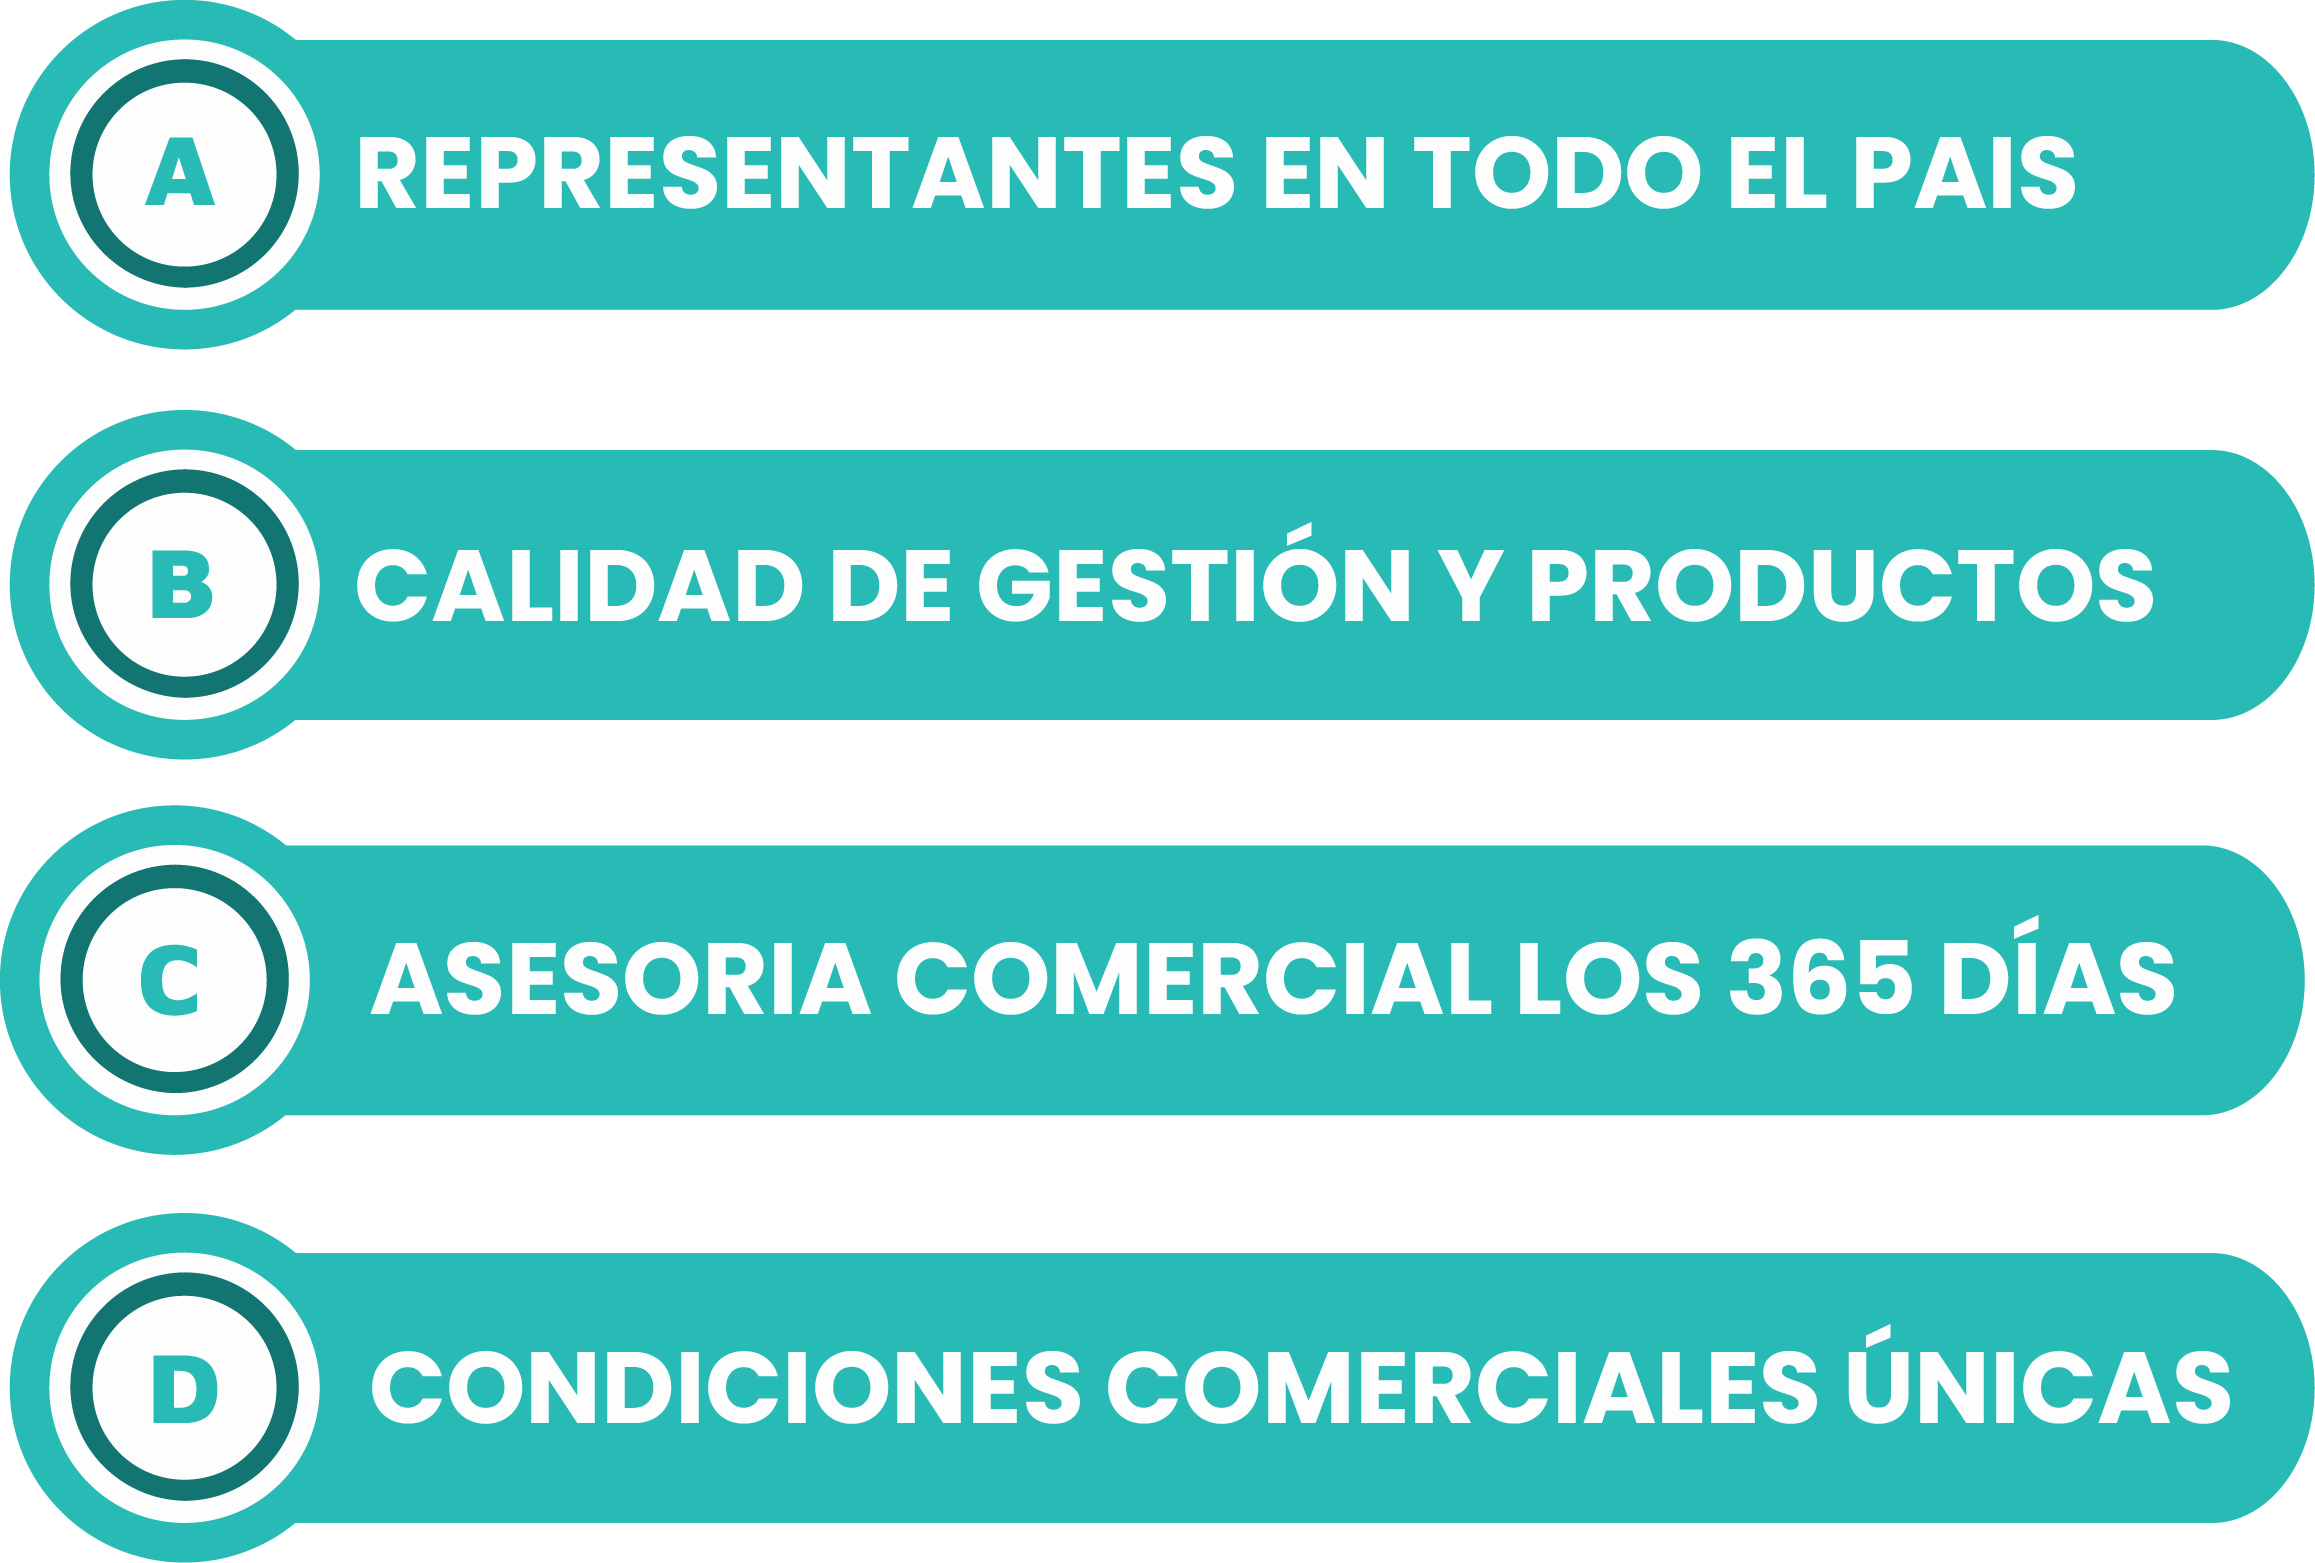 A REPRESENTANTES EN TODO EL PAIS
B CALIDAD DE GESTIÓN Y PRODUCTOS
C ASESORIA COMERCIAL LOS 365 DÍAS
D CONDICIONES COMERCIALES ÚNICAS